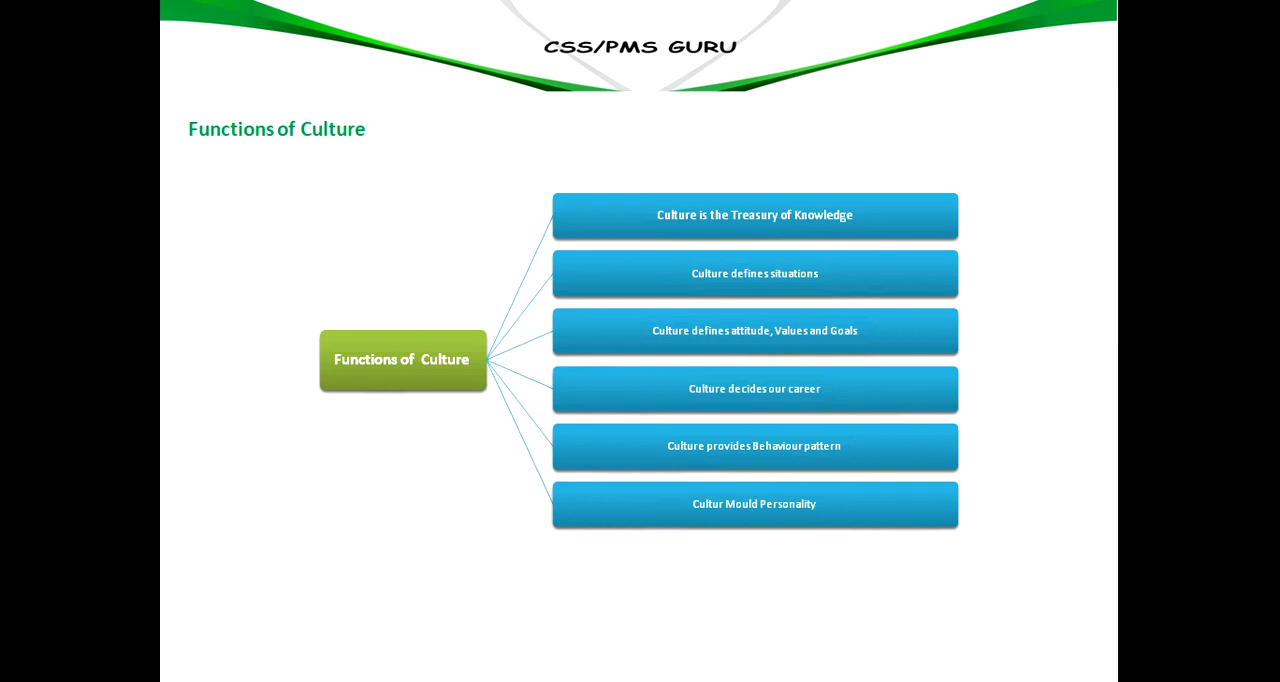 CSS/PMS GURU
Functions of Culture
Functions of Culture
Culture is the Treasury of Knowledge
Culture defines situations
Culture defines attitude, Values and Goals
Culture decides our career
Culture provides Behaviour pattern
Cultur Mould Personality